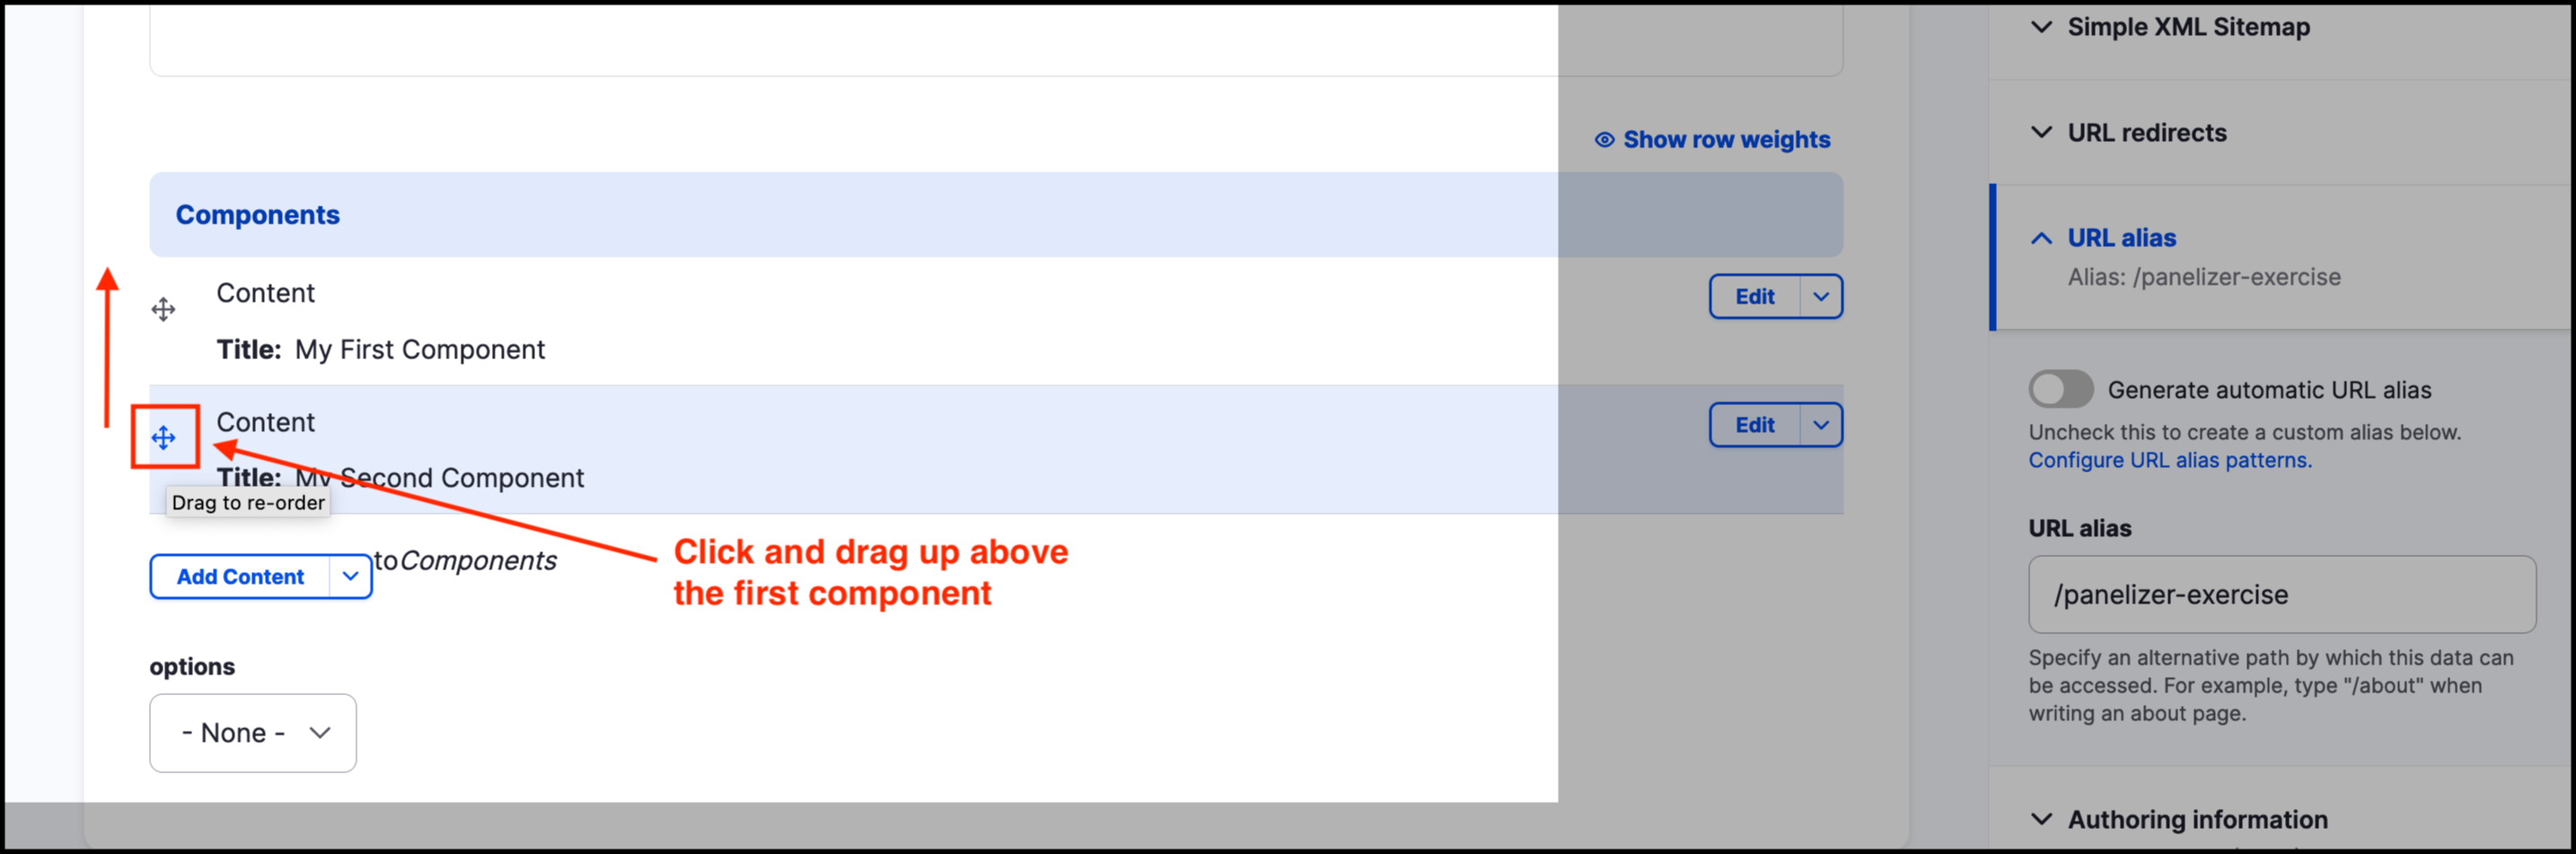 Show row weights
Components
Content
Edit
Title: My First Component
Content
Edit
Title: My Second Component
Drag to re-order
Add Content to Components
Click and drag up above
the first component
options
- None -
Simple XML Sitemap
URL redirects
URL alias
Alias: /panelizer-exercise
Generate automatic URL alias
Uncheck this to create a custom alias below.
Configure URL alias patterns.
URL alias
/panelizer-exercise
Specify an alternative path by which this data can
be accessed. For example, type "/about" when
writing an about page.
Authoring information